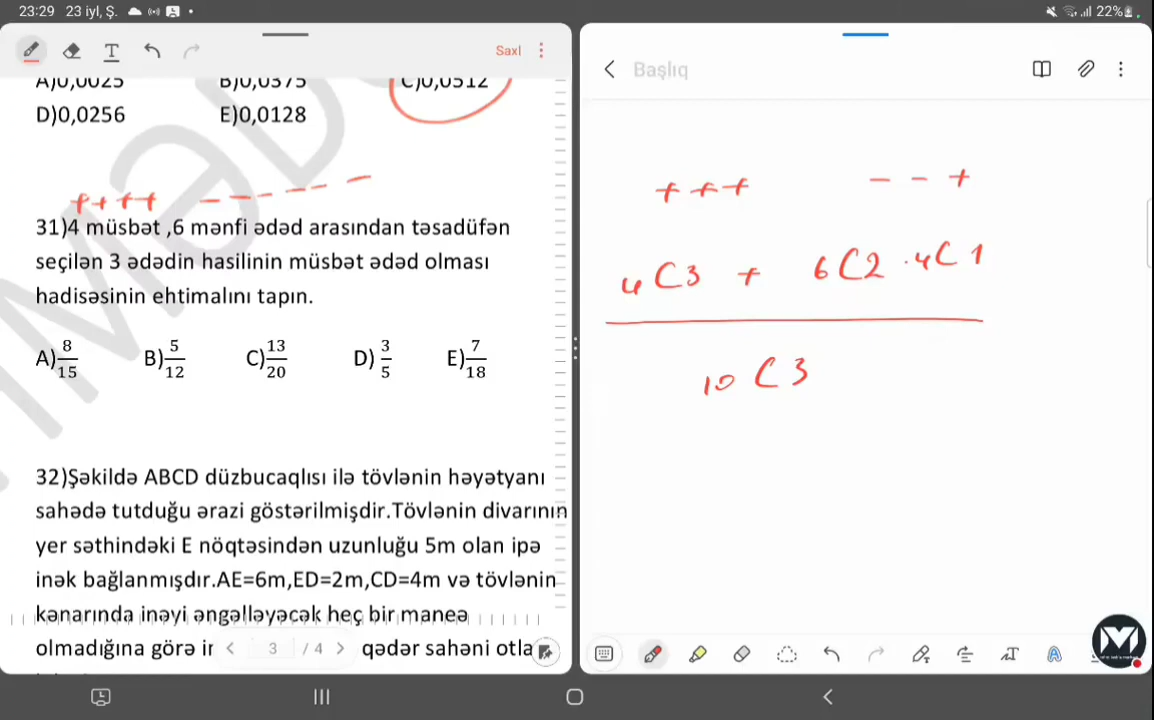 23:29 23 iyl, Ş.
22%
Saxl
A)0,0025 B)0,0375 C)0,0512
D)0,0256 E)0,0128
++++ ------
31)4 müsbət ,6 mənfi ədəd arasından təsadüfən
seçilən 3 ədədin hasilinin müsbət ədəd olması
hadisəsinin ehtimalını tapın.
A) 8/15 B) 5/12 C) 13/20 D) 3/5 E) 7/18
32)Şəkildə ABCD düzbucaqlısı ilə tövlənin həyətyanı
sahədə tutduğu ərazi göstərilmişdir.Tövlənin divarının
yer səthindəki E nöqtəsindən uzunluğu 5m olan ipə
inək bağlanmışdır.AE=6m,ED=2m,CD=4m və tövlənin
kənarında inəyi əngəlləyəcək heç bir maneə
olmadığına görə qədər sahəni otla
3 / 4
Başlıq
+++ --+
4C3 + 6C2 · 4C1
10C3